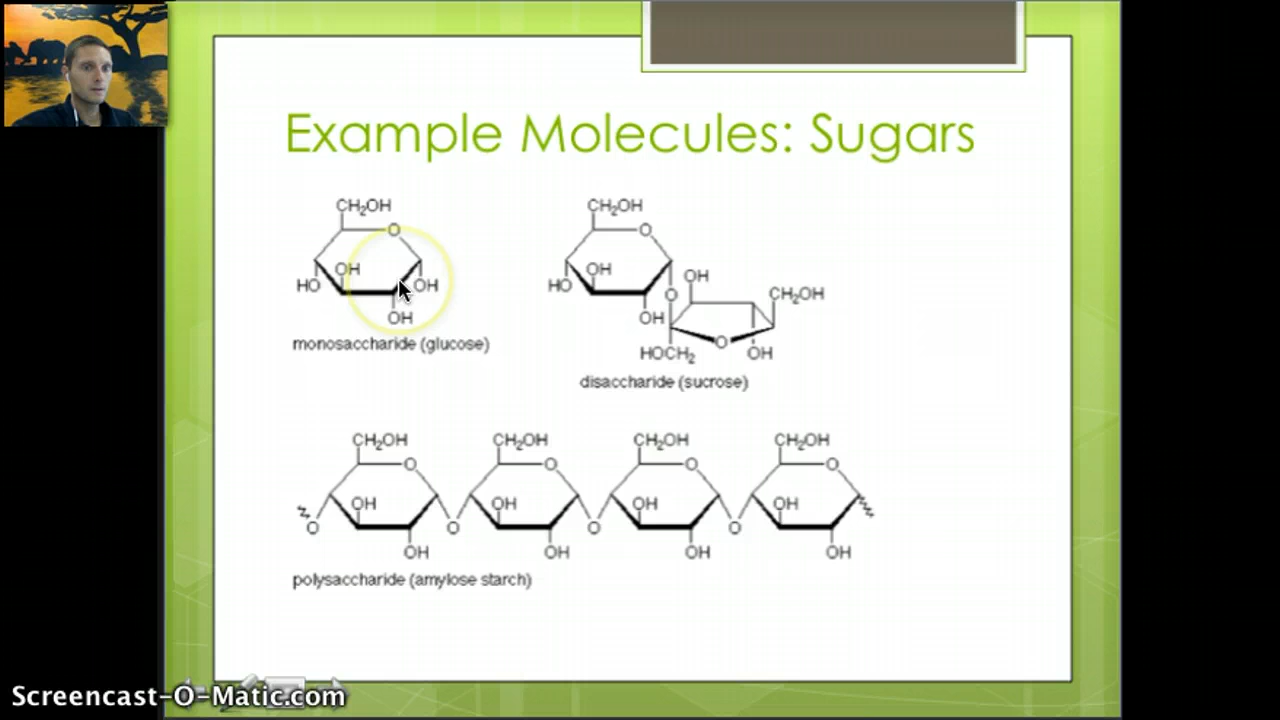 Example Molecules: Sugars
CH₂OH
O
OH
HO
OH
OH
monosaccharide (glucose)
CH₂OH
O
OH
HO
OH
O
OH
CH₂OH
HOCH₂
O
OH
disaccharide (sucrose)
CH₂OH
O
OH
O
OH
O
CH₂OH
O
OH
OH
O
CH₂OH
O
OH
OH
O
CH₂OH
O
OH
OH
polysaccharide (amylose starch)
Screencast-O-Matic.com